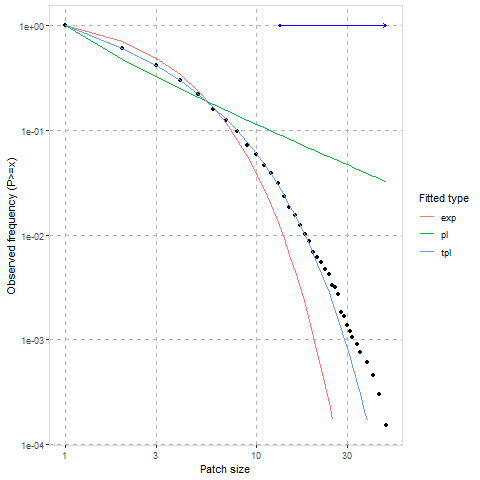 1e+00
1e-01
1e-02
1e-03
1e-04
Observed frequency (P>=x)
1
3
10
30
Patch size
Fitted type
exp
pl
tpl